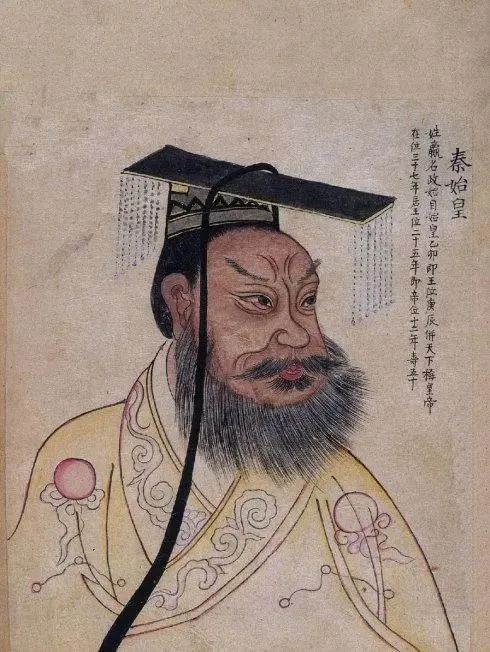 秦始皇
姓嬴名政始自始皇乙卯即王位庚辰併天下稱皇帝
在位三十七年居王位二十五年即帝位十二年壽五十